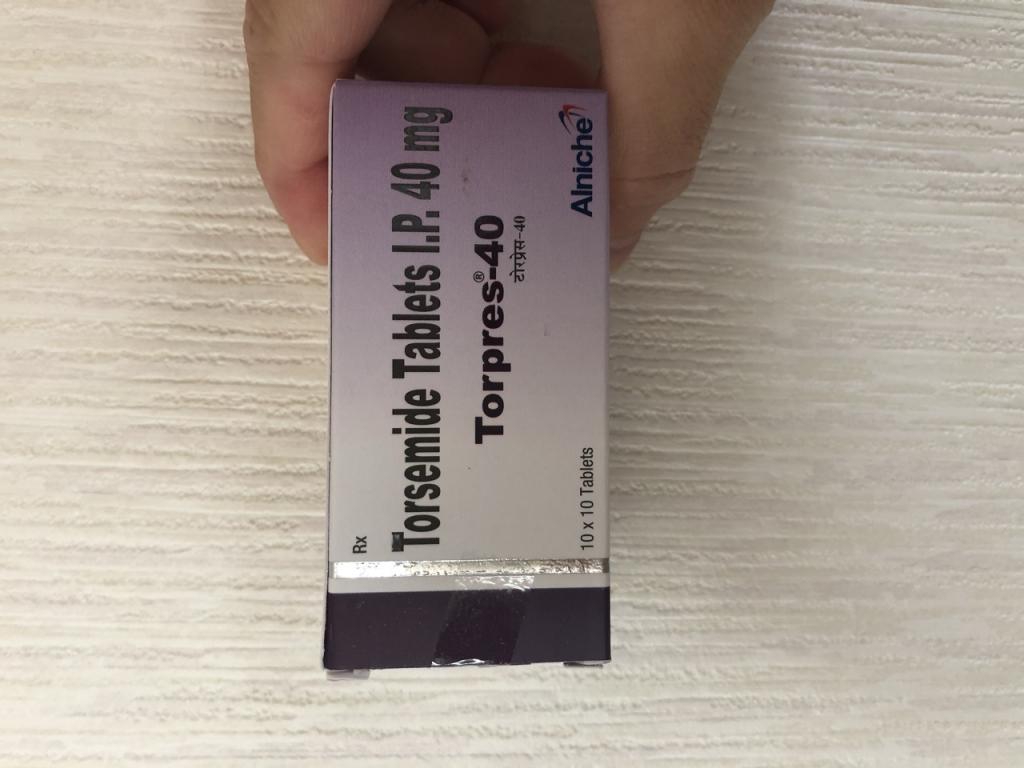 Rx
Torsemide Tablets I.P. 40 mg
Torpres®-40
टोरप्रेस-40
10 x 10 Tablets
Alniche